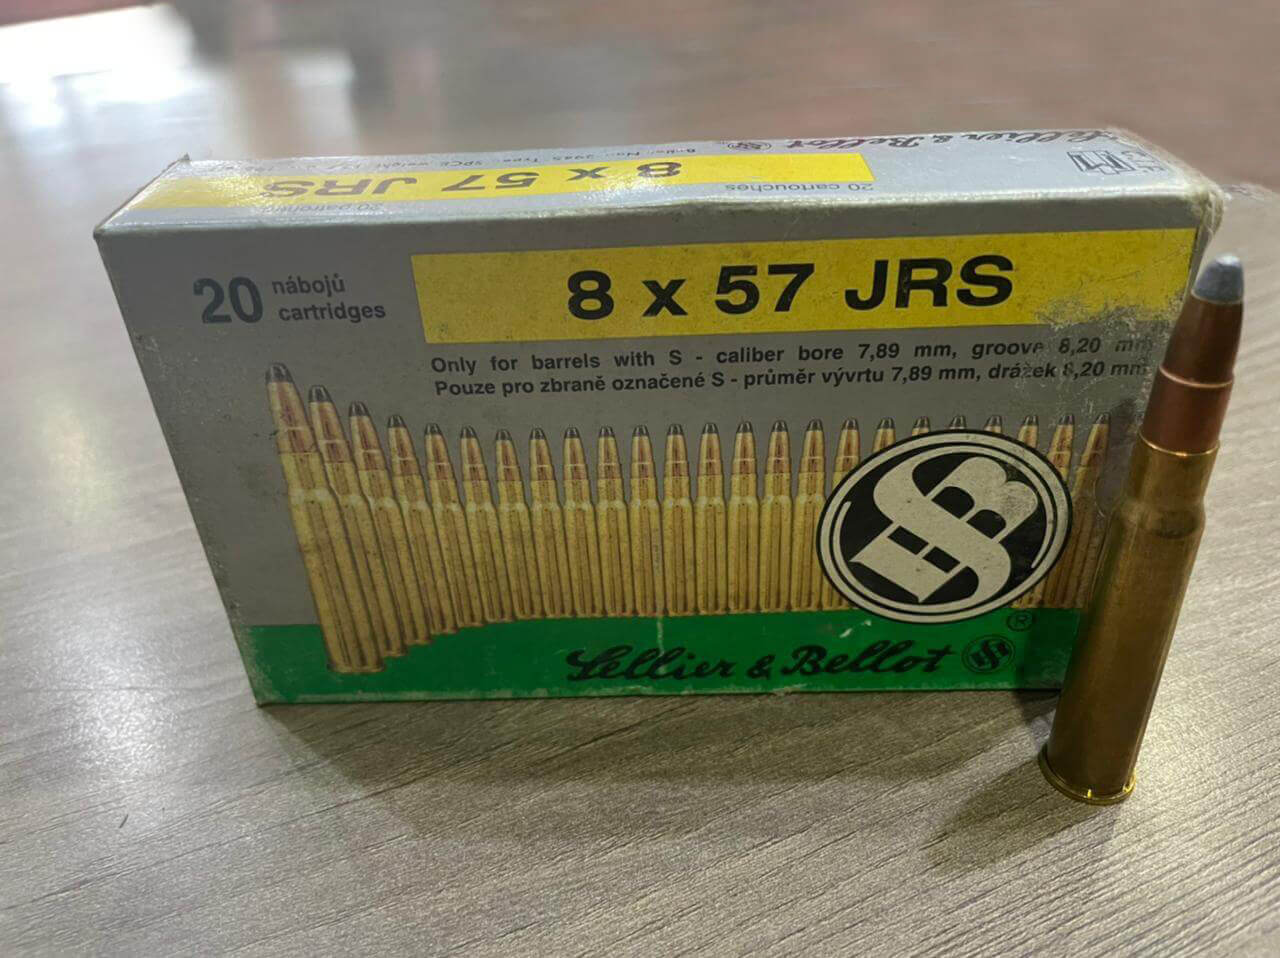 Sellier & Bellot
20 cartouches
8 x 57 JRS
20 nábojů
cartridges
8 x 57 JRS
Only for barrels with S - caliber bore 7,89 mm, groove 8,20 mm
Pouze pro zbraně označené S - průměr vývrtu 7,89 mm, drážek 8,20 mm
SB
Sellier & Bellot ®